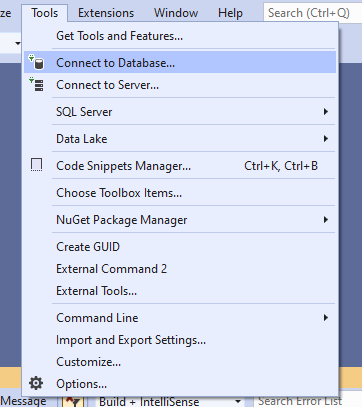 ze Tools Extensions Window Help Search (Ctrl+Q)
Get Tools and Features...
Connect to Database...
Connect to Server...
SQL Server
Data Lake
Code Snippets Manager... Ctrl+K, Ctrl+B
Choose Toolbox Items...
NuGet Package Manager
Create GUID
External Command 2
External Tools...
Command Line
Import and Export Settings...
Customize...
Options...
Messages Build + IntelliSense Search Error List